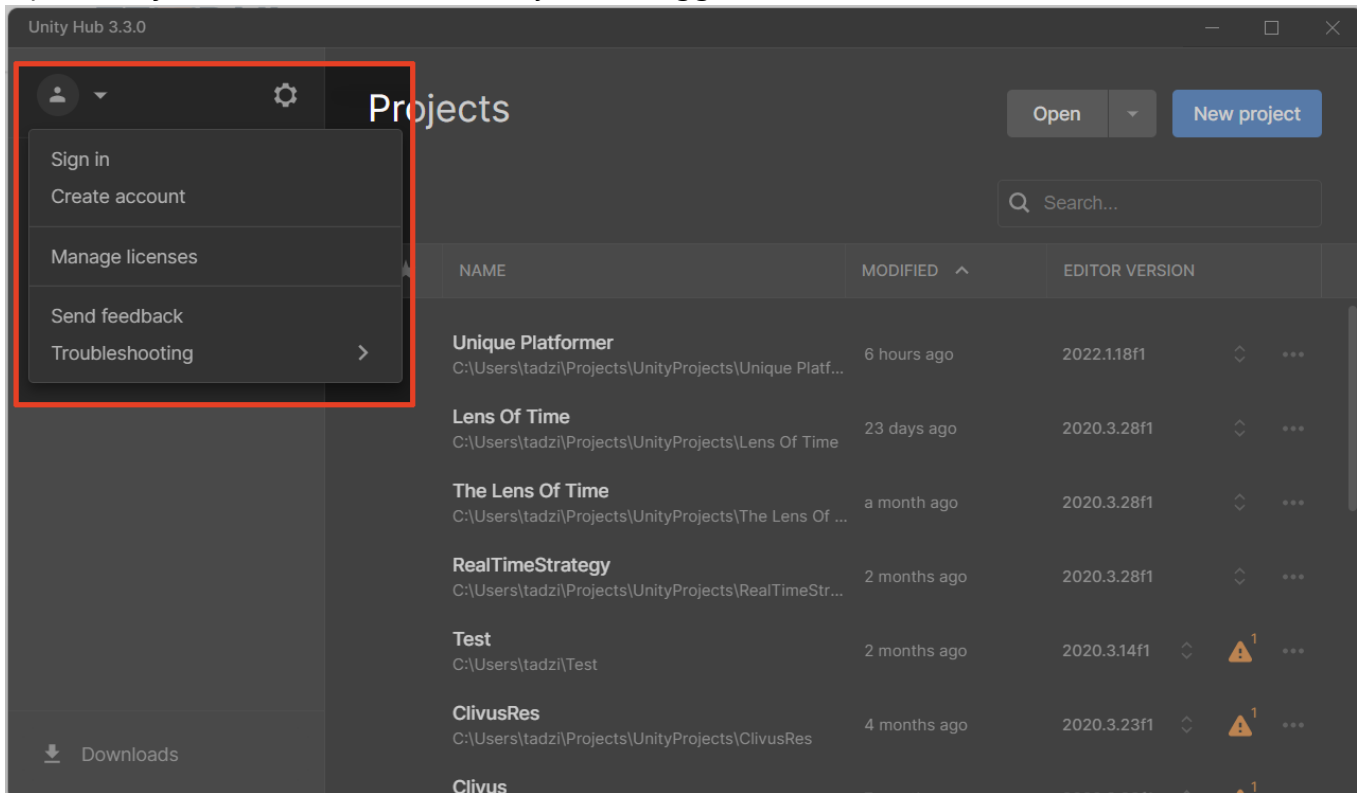 Unity Hub 3.3.0
Projects
Open
New project
Sign in
Create account
Manage licenses
Send feedback
Troubleshooting
Search...
NAME MODIFIED EDITOR VERSION
Unique Platformer
C:\Users\tadzi\Projects\UnityProjects\Unique Platf...
6 hours ago
2022.1.18f1
Lens Of Time
C:\Users\tadzi\Projects\UnityProjects\Lens Of Time
23 days ago
2020.3.28f1
The Lens Of Time
C:\Users\tadzi\Projects\UnityProjects\The Lens Of ...
a month ago
2020.3.28f1
RealTimeStrategy
C:\Users\tadzi\Projects\UnityProjects\RealTimeStr...
2 months ago
2020.3.28f1
Test
C:\Users\tadzi\Test
2 months ago
2020.3.14f1
1
ClivusRes
C:\Users\tadzi\Projects\UnityProjects\ClivusRes
4 months ago
2020.3.23f1
1
Clivus
1
Downloads